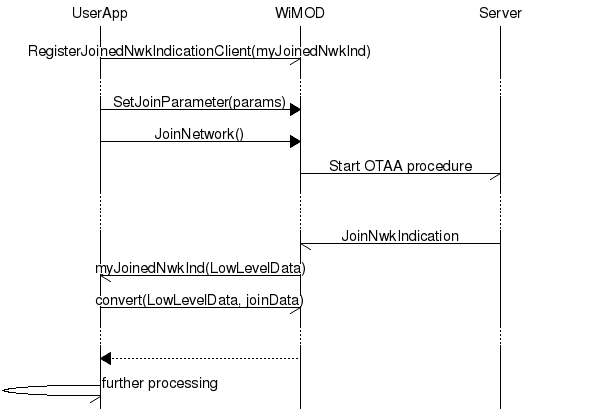 UserApp WiMOD Server
RegisterJoinedNwkIndicationClient(myJoinedNwkInd)
SetJoinParameter(params)
JoinNetwork()
Start OTAA procedure
JoinNwkIndication
myJoinedNwkInd(LowLevelData)
convert(LowLevelData, joinData)
further processing